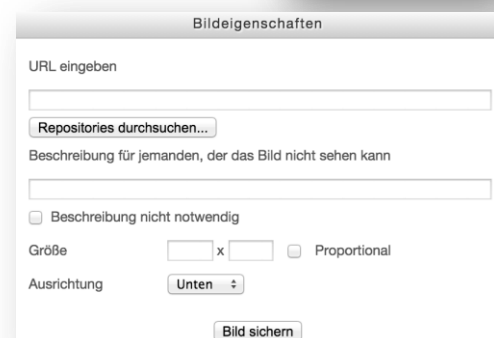 Bildeigenschaften
URL eingeben
Repositories durchsuchen...
Beschreibung für jemanden, der das Bild nicht sehen kann
Beschreibung nicht notwendig
Größe x Proportional
Ausrichtung Unten
Bild sichern